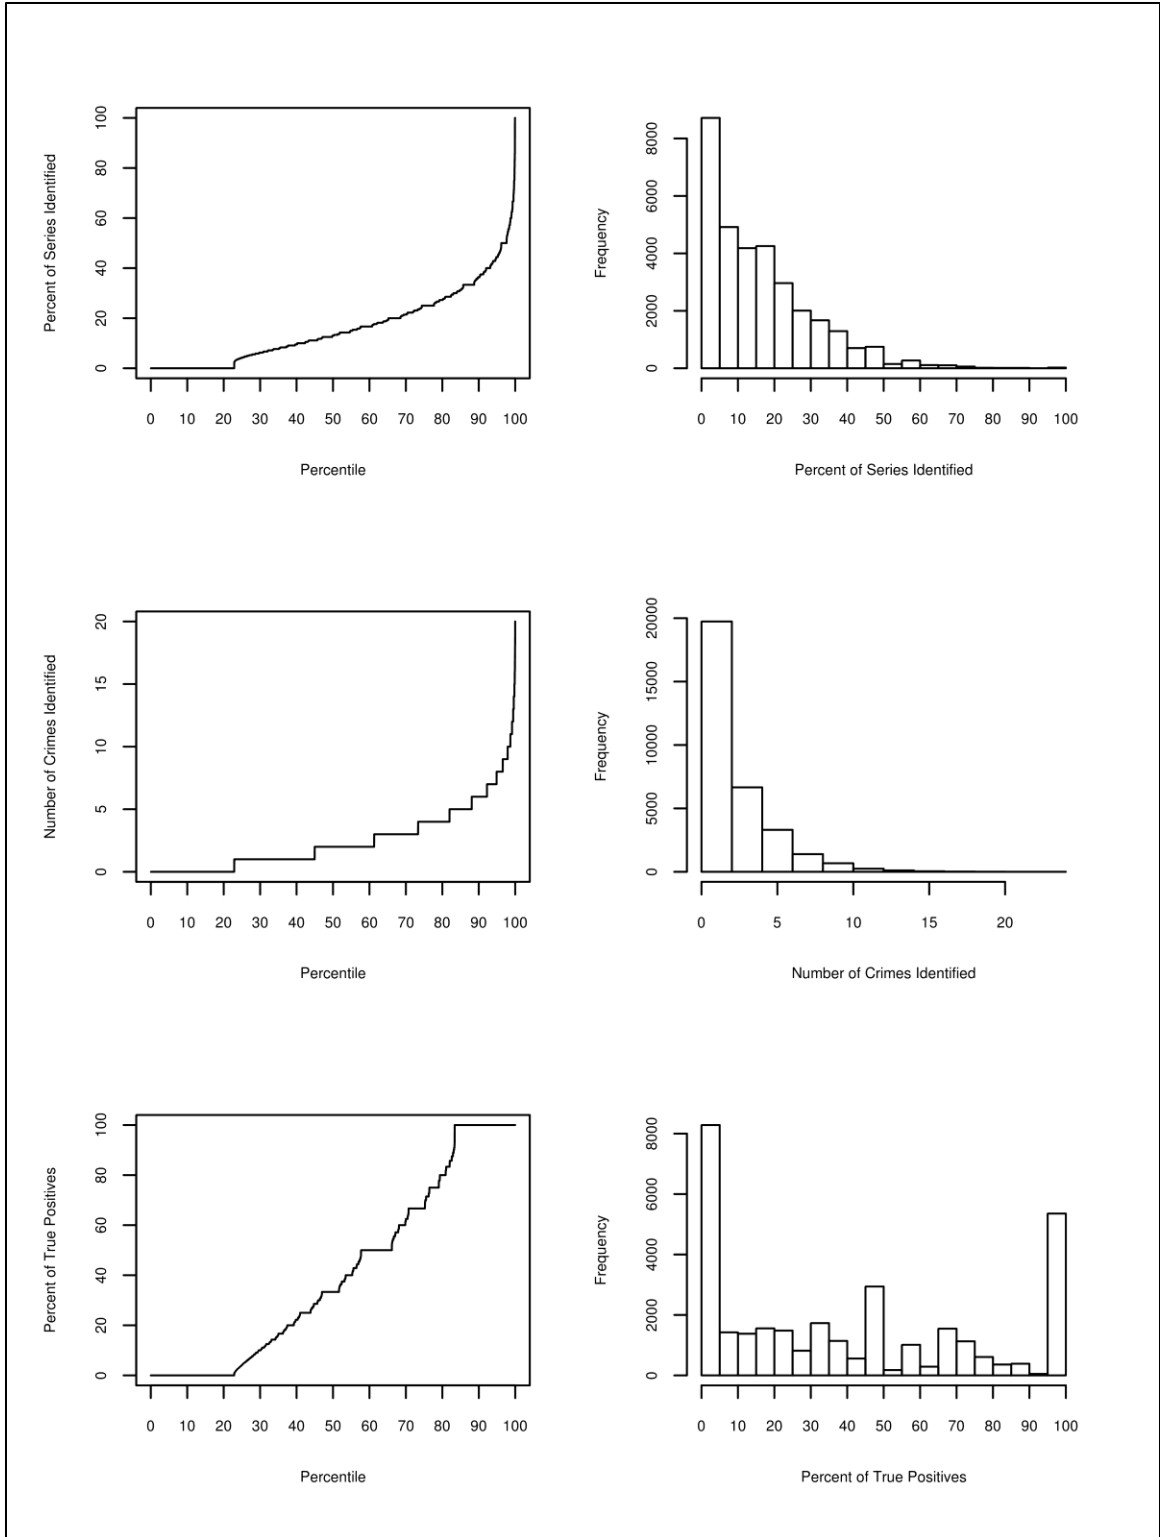 Percent of Series Identified
0 20 40 60 80 100
0 10 20 30 40 50 60 70 80 90 100
Percentile
Frequency
0 2000 4000 6000 8000
0 10 20 30 40 50 60 70 80 90 100
Percent of Series Identified
Number of Crimes Identified
0 5 10 15 20
0 10 20 30 40 50 60 70 80 90 100
Percentile
Frequency
0 5000 10000 15000 20000
0 5 10 15 20
Number of Crimes Identified
Percent of True Positives
0 20 40 60 80 100
0 10 20 30 40 50 60 70 80 90 100
Percentile
Frequency
0 2000 4000 6000 8000
0 10 20 30 40 50 60 70 80 90 100
Percent of True Positives